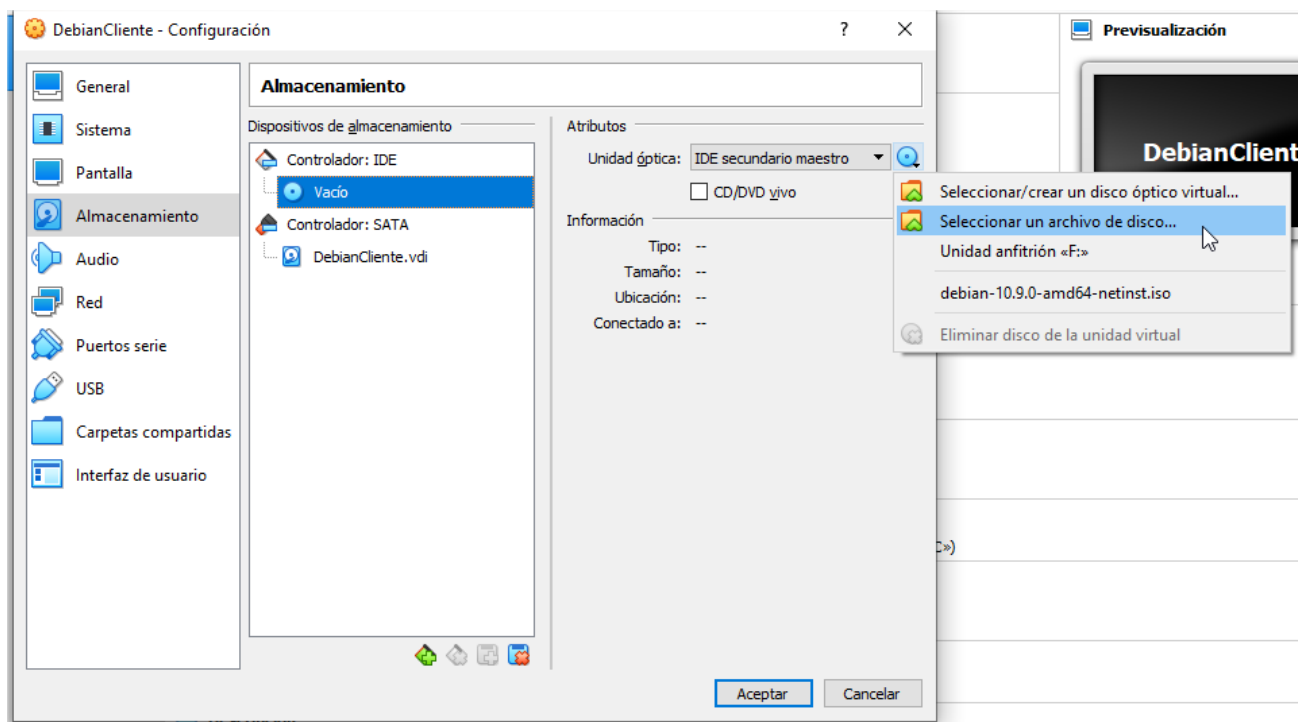 DebianCliente - Configuración
?
Previsualización
DebianClient
General
Sistema
Pantalla
Almacenamiento
Audio
Red
Puertos serie
USB
Carpetas compartidas
Interfaz de usuario
Almacenamiento
Dispositivos de almacenamiento
Controlador: IDE
Vacío
Controlador: SATA
DebianCliente.vdi
Atributos
Unidad óptica: IDE secundario maestro
CD/DVD vivo
Información
Tipo: --
Tamaño: --
Ubicación: --
Conectado a: --
Seleccionar/crear un disco óptico virtual...
Seleccionar un archivo de disco...
Unidad anfitrión «F:»
debian-10.9.0-amd64-netinst.iso
Eliminar disco de la unidad virtual
C»)
Aceptar
Cancelar